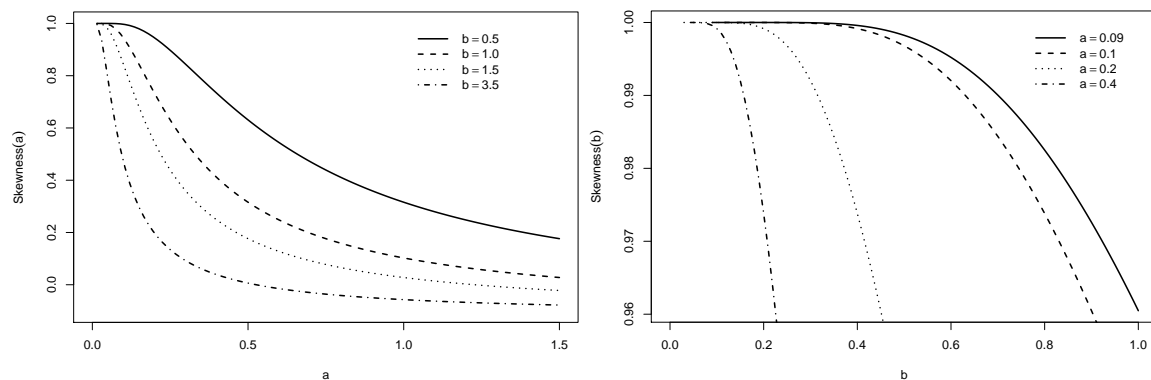 Skewness(a)
1.0
0.8
0.6
0.4
0.2
0.0
b = 0.5
b = 1.0
b = 1.5
b = 3.5
0.0 0.5 1.0 1.5
a
Skewness(b)
1.00
0.99
0.98
0.97
0.96
a = 0.09
a = 0.1
a = 0.2
a = 0.4
0.0 0.2 0.4 0.6 0.8 1.0
b